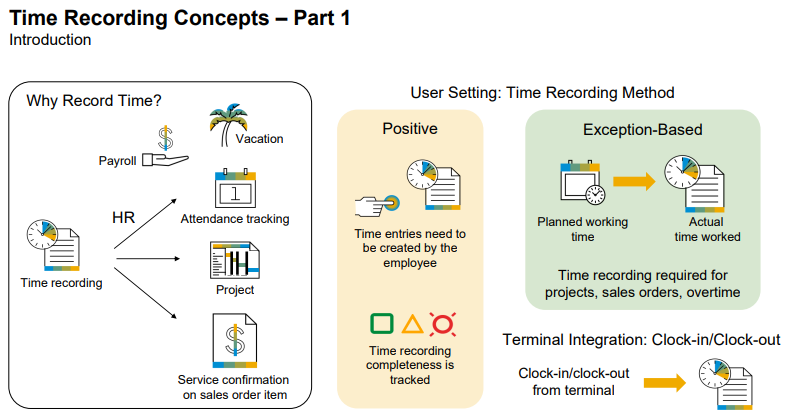 Time Recording Concepts – Part 1
Introduction
Why Record Time?
Vacation
Payroll
$
1
HR
Attendance tracking
Time recording
Project
$
Service confirmation
on sales order item
User Setting: Time Recording Method
Positive
Time entries need to
be created by the
employee
Time recording
completeness is
tracked
Exception-Based
Planned working
time
Actual
time worked
Time recording required for
projects, sales orders, overtime
Terminal Integration: Clock-in/Clock-out
Clock-in/clock-out
from terminal